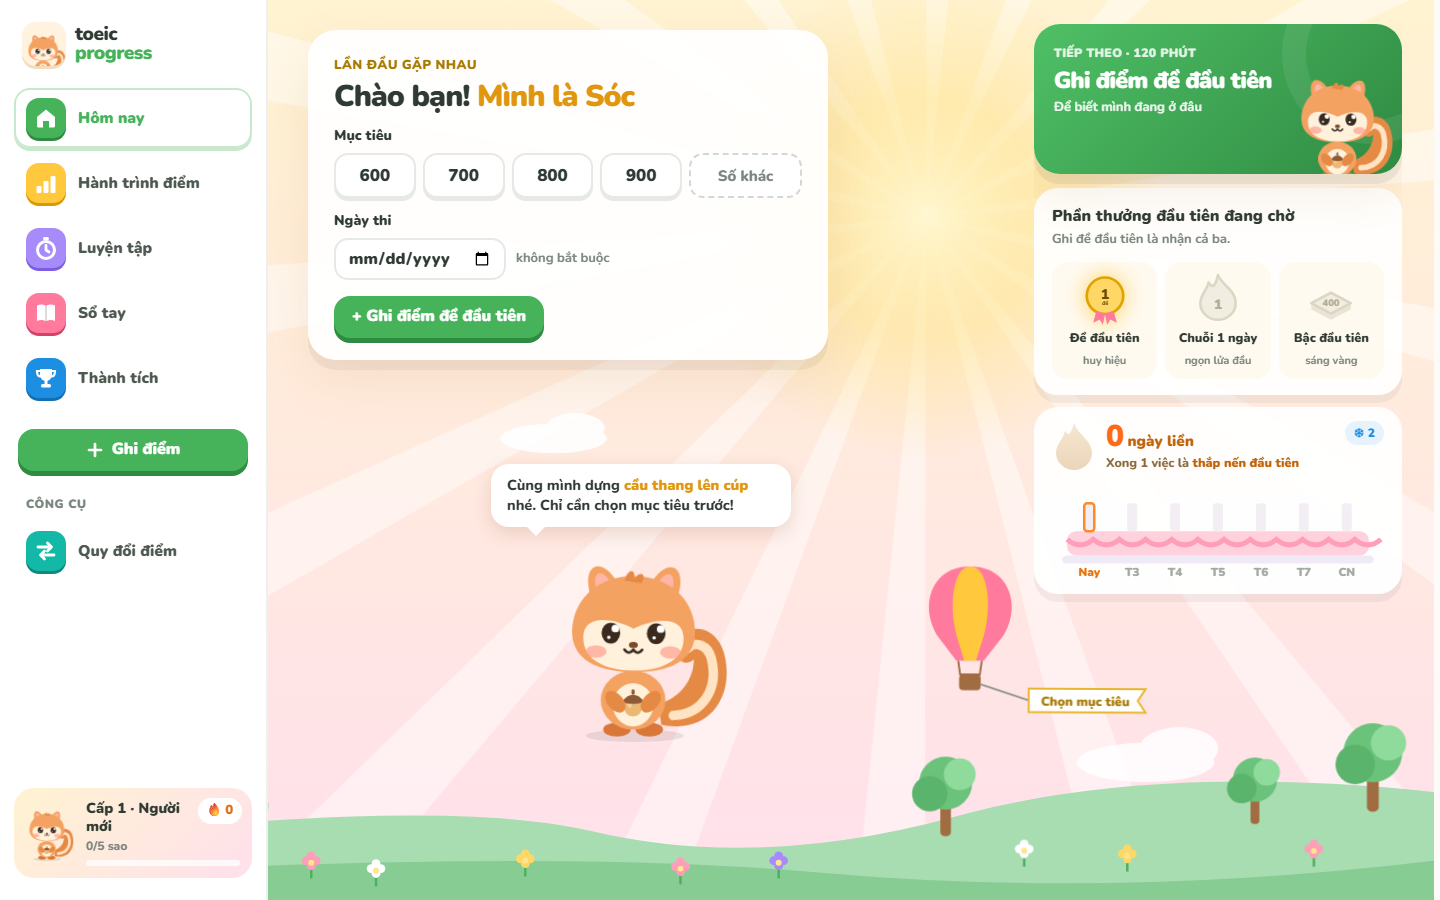 toeic
progress
Hôm nay
Hành trình điểm
Luyện tập
Sổ tay
Thành tích
+ Ghi điểm
CÔNG CỤ
Quy đổi điểm
Cấp 1 · Người
mới
0
0/5 sao
LẦN ĐẦU GẶP NHAU
Chào bạn! Mình là Sóc
Mục tiêu
600
700
800
900
Số khác
Ngày thi
mm/dd/yyyy
không bắt buộc
+ Ghi điểm đề đầu tiên
Cùng mình dựng cầu thang lên cúp
nhé. Chỉ cần chọn mục tiêu trước!
Chọn mục tiêu
TIẾP THEO · 120 PHÚT
Ghi điểm đề đầu tiên
Để biết mình đang ở đâu
Phần thưởng đầu tiên đang chờ
Ghi đề đầu tiên là nhận cả ba.
1
đề
Đề đầu tiên
huy hiệu
1
Chuỗi 1 ngày
ngọn lửa đầu
400
Bậc đầu tiên
sáng vàng
0 ngày liền
2
Xong 1 việc là thắp nến đầu tiên
Nay T3 T4 T5 T6 T7 CN